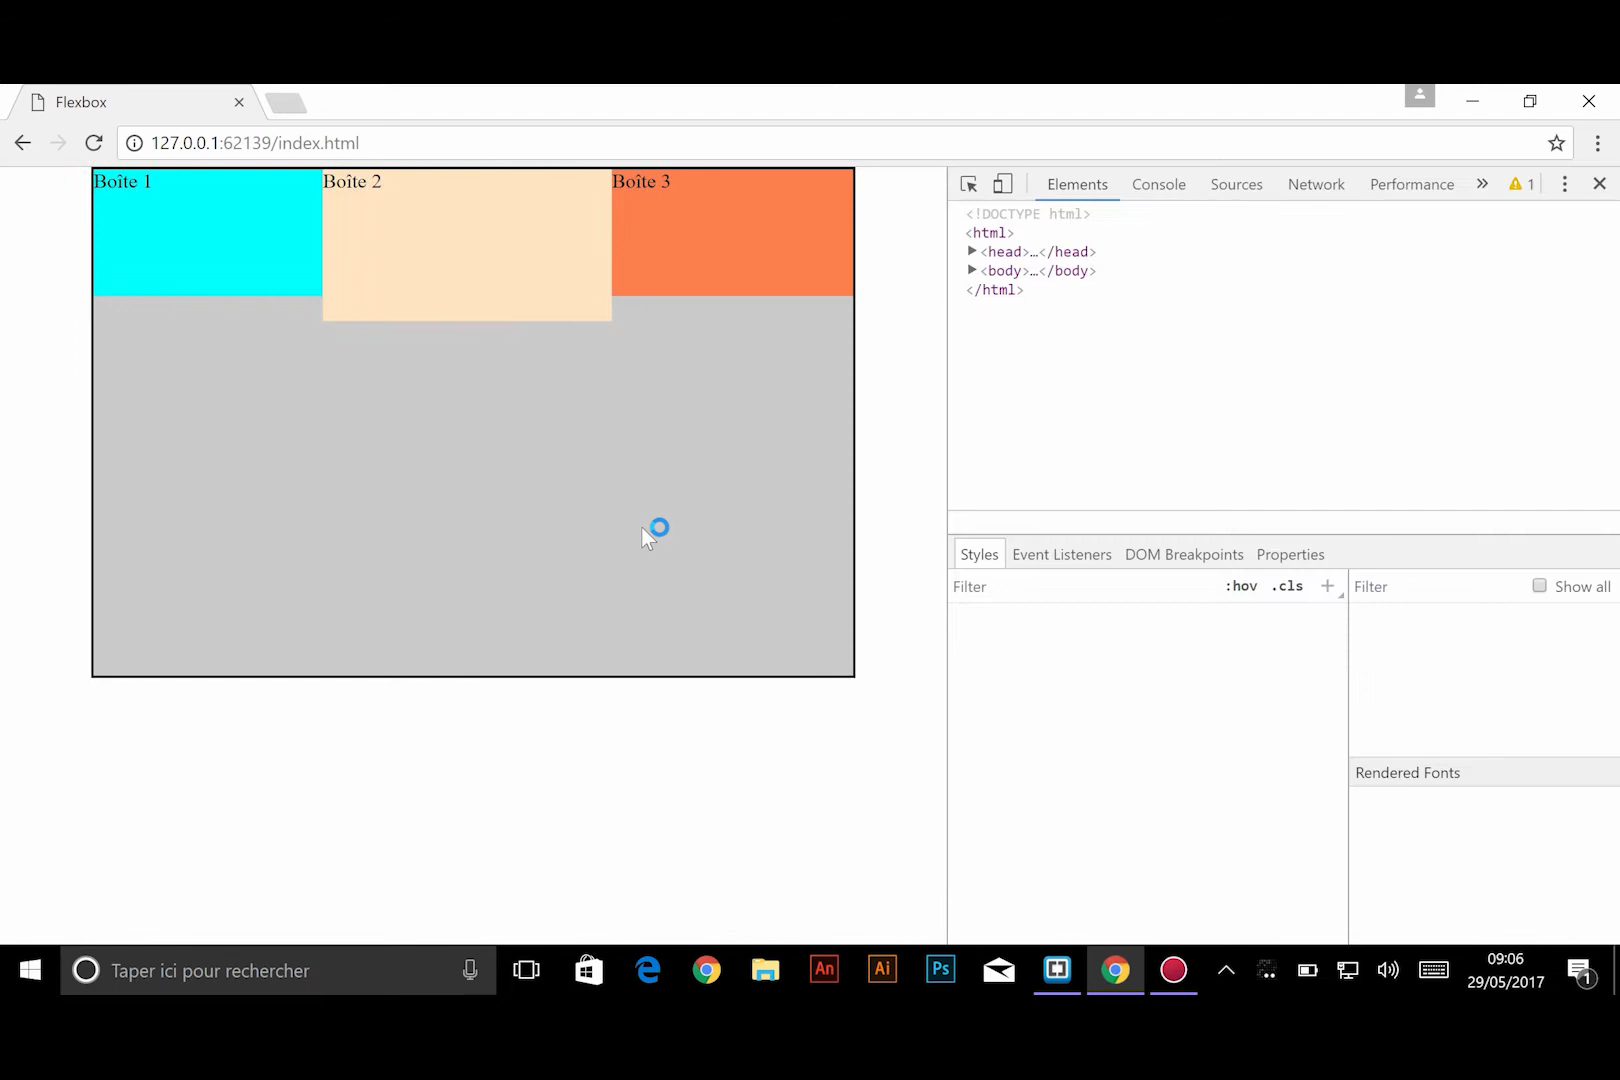 Flexbox
127.0.0.1:62139/index.html
Boîte 1 Boîte 2 Boîte 3
Elements Console Sources Network Performance 1
<!DOCTYPE html>
<html>
<head>…</head>
<body>…</body>
</html>
Styles Event Listeners DOM Breakpoints Properties
Filter :hov .cls + Filter Show all
Rendered Fonts
Taper ici pour rechercher An Ai Ps 09:06
29/05/2017 1